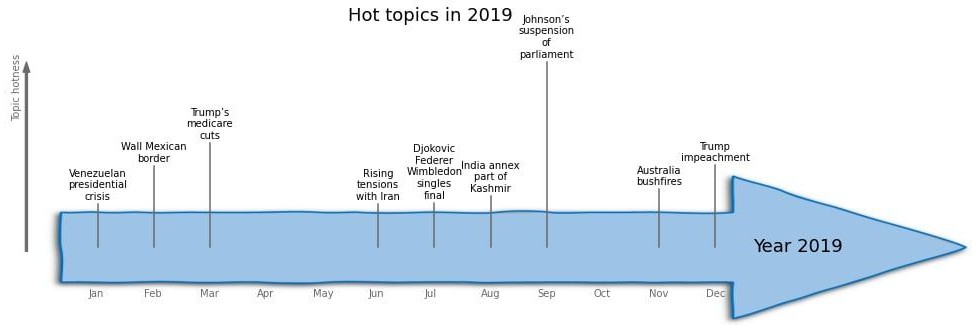 Hot topics in 2019
Topic hotness
Venezuelan
presidential
crisis
Wall Mexican
border
Trump's
medicare
cuts
Rising
tensions
with Iran
Djokovic
Federer
Wimbledon
singles
final
India annex
part of
Kashmir
Johnson's
suspension
of
parliament
Australia
bushfires
Trump
impeachment
Year 2019
Jan Feb Mar Apr May Jun Jul Aug Sep Oct Nov Dec